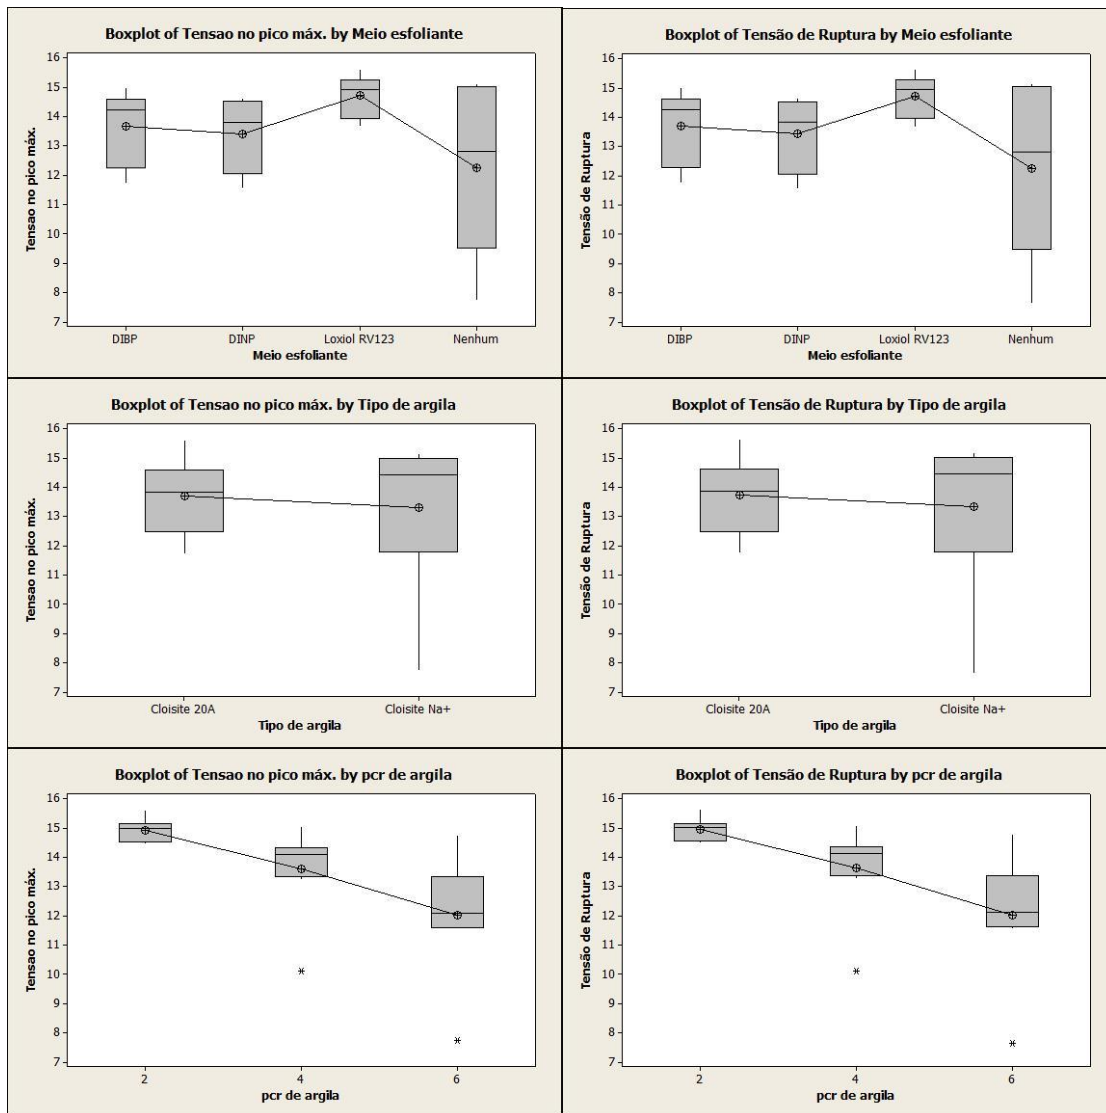 Boxplot of Tensao no pico máx. by Meio esfoliante
Tensao no pico máx.
16
15
14
13
12
11
10
9
8
7
DIBP DINP Loxiol RV123 Nenhum
Meio esfoliante
Boxplot of Tensão de Ruptura by Meio esfoliante
Tensão de Ruptura
16
15
14
13
12
11
10
9
8
7
DIBP DINP Loxiol RV123 Nenhum
Meio esfoliante
Boxplot of Tensao no pico máx. by Tipo de argila
Tensao no pico máx.
16
15
14
13
12
11
10
9
8
7
Cloisite 20A Cloisite Na+
Tipo de argila
Boxplot of Tensão de Ruptura by Tipo de argila
Tensão de Ruptura
16
15
14
13
12
11
10
9
8
7
Cloisite 20A Cloisite Na+
Tipo de argila
Boxplot of Tensao no pico máx. by pcr de argila
Tensao no pico máx.
16
15
14
13
12
11
10
9
8
7
2 4 6
pcr de argila
Boxplot of Tensão de Ruptura by pcr de argila
Tensão de Ruptura
16
15
14
13
12
11
10
9
8
7
2 4 6
pcr de argila